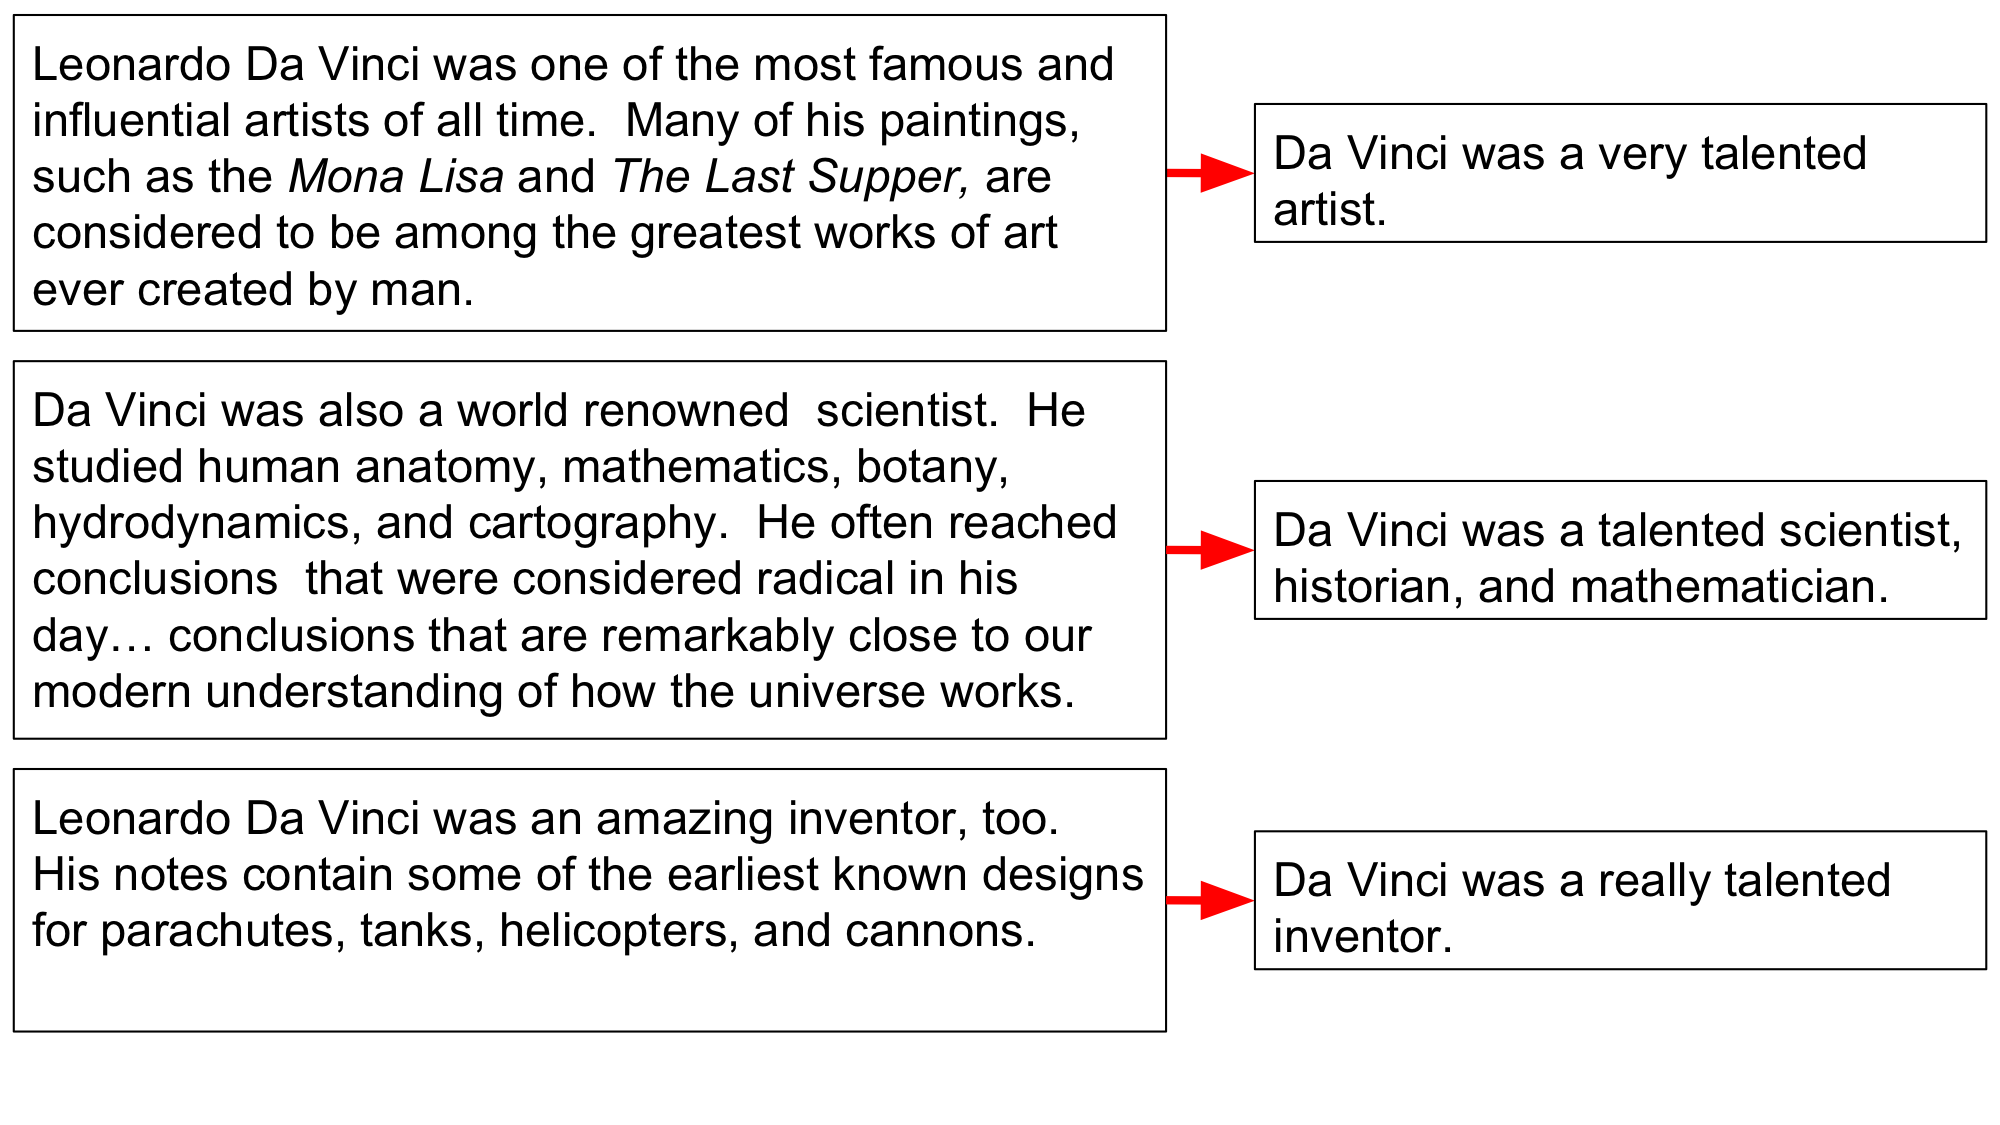 Leonardo Da Vinci was one of the most famous and
influential artists of all time.  Many of his paintings,
such as the Mona Lisa and The Last Supper, are
considered to be among the greatest works of art
ever created by man.
Da Vinci was a very talented
artist.
Da Vinci was also a world renowned  scientist.  He
studied human anatomy, mathematics, botany,
hydrodynamics, and cartography.  He often reached
conclusions  that were considered radical in his
day… conclusions that are remarkably close to our
modern understanding of how the universe works.
Da Vinci was a talented scientist,
historian, and mathematician.
Leonardo Da Vinci was an amazing inventor, too.
His notes contain some of the earliest known designs
for parachutes, tanks, helicopters, and cannons.
Da Vinci was a really talented
inventor.